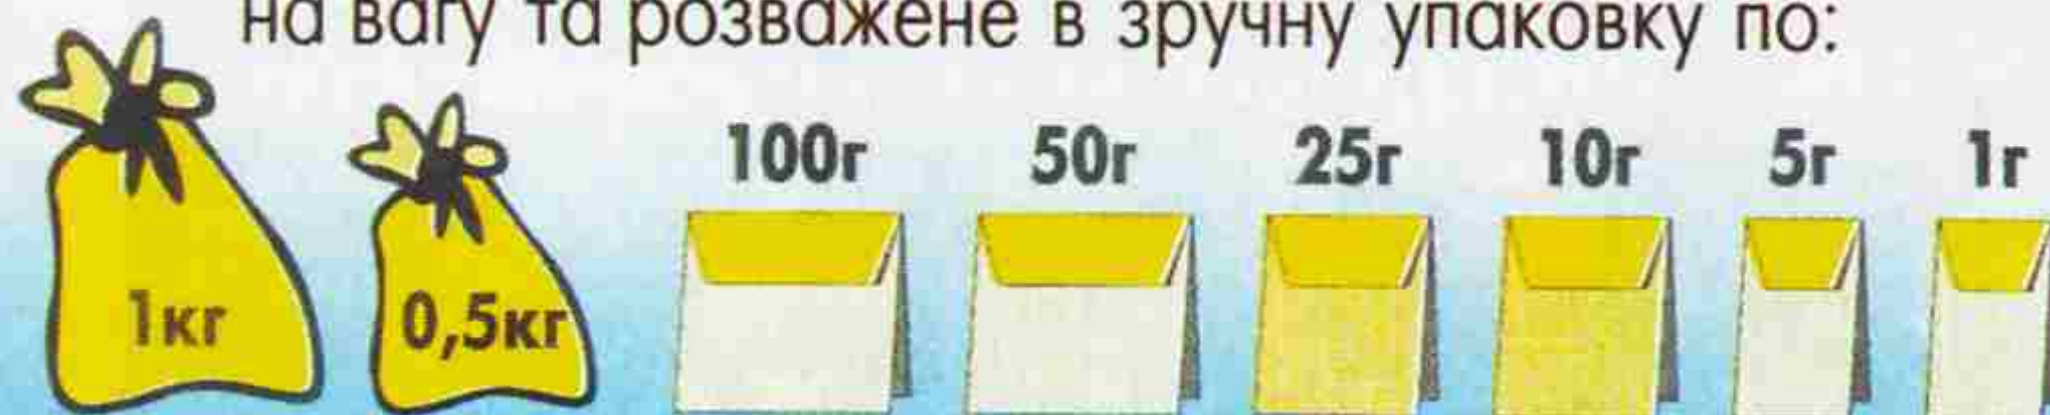 на вагу та розважене в зручну упаковку по:
100г 50г 25г 10г 5г 1г
1кг 0,5кг